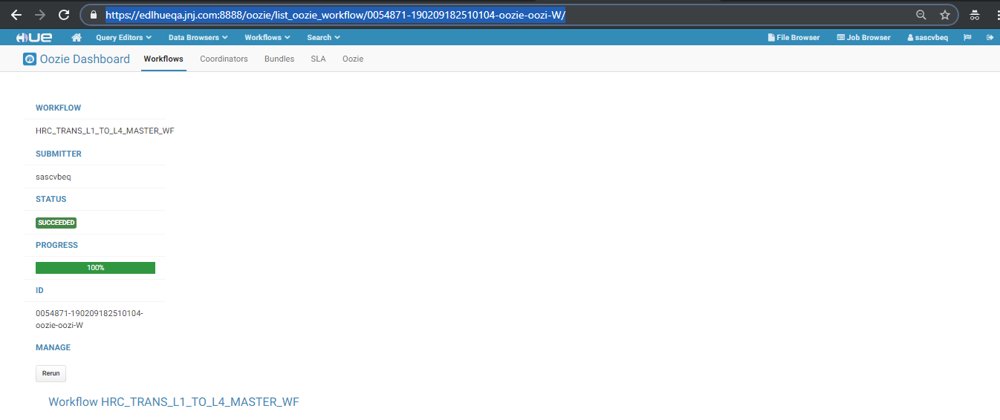 https://edlhueqa.jnj.com:8888/oozie/list_oozie_workflow/0054871-190209182510104-oozie-oozi-W/
HUE Query Editors Data Browsers Workflows Search File Browser Job Browser sascvbeq
Oozie Dashboard Workflows Coordinators Bundles SLA Oozie
WORKFLOW
HRC_TRANS_L1_TO_L4_MASTER_WF
SUBMITTER
sascvbeq
STATUS
SUCCEEDED
PROGRESS
100%
ID
0054871-190209182510104-
oozie-oozi-W
MANAGE
Rerun
Workflow HRC_TRANS_L1_TO_L4_MASTER_WF